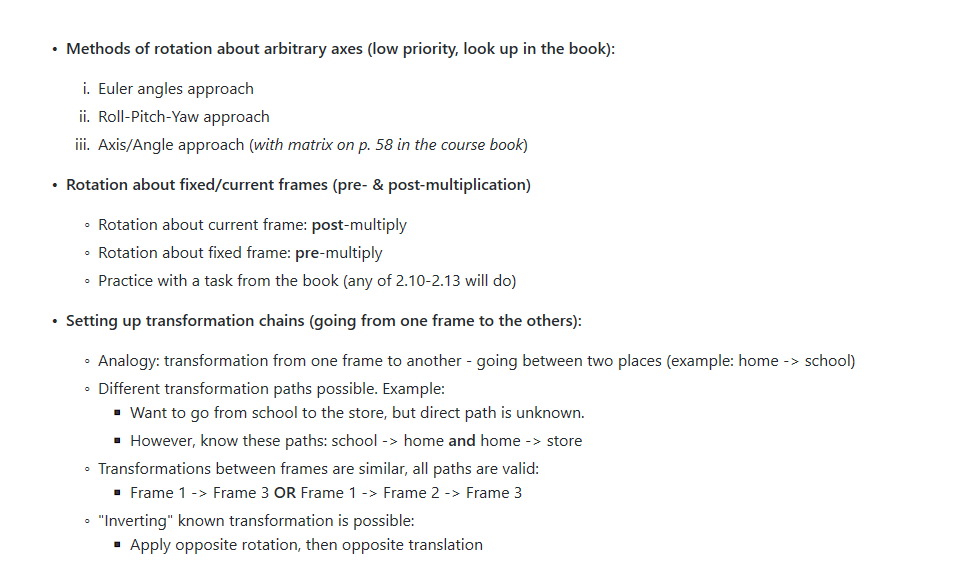 • Methods of rotation about arbitrary axes (low priority, look up in the book):
i. Euler angles approach
ii. Roll-Pitch-Yaw approach
iii. Axis/Angle approach (with matrix on p. 58 in the course book)
• Rotation about fixed/current frames (pre- & post-multiplication)
◦ Rotation about current frame: post-multiply
◦ Rotation about fixed frame: pre-multiply
◦ Practice with a task from the book (any of 2.10-2.13 will do)
• Setting up transformation chains (going from one frame to the others):
◦ Analogy: transformation from one frame to another - going between two places (example: home -> school)
◦ Different transformation paths possible. Example:
▪ Want to go from school to the store, but direct path is unknown.
▪ However, know these paths: school -> home and home -> store
◦ Transformations between frames are similar, all paths are valid:
▪ Frame 1 -> Frame 3 OR Frame 1 -> Frame 2 -> Frame 3
◦ "Inverting" known transformation is possible:
▪ Apply opposite rotation, then opposite translation